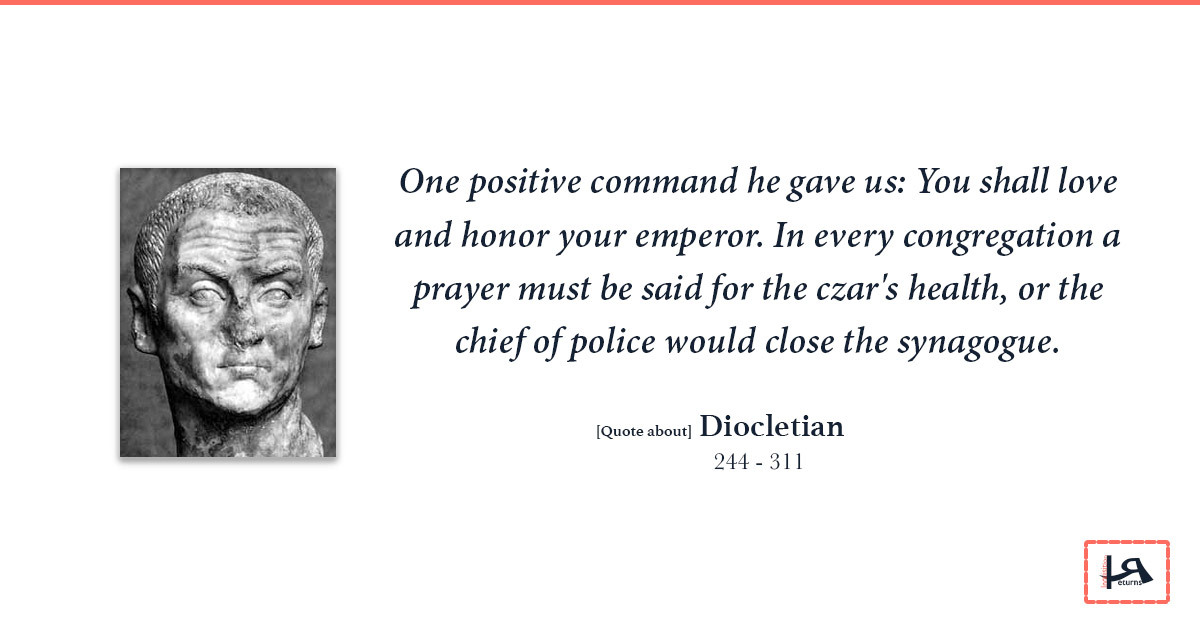 One positive command he gave us: You shall love
and honor your emperor. In every congregation a
prayer must be said for the czar's health, or the
chief of police would close the synagogue.
[Quote about] Diocletian
244 - 311
eturns